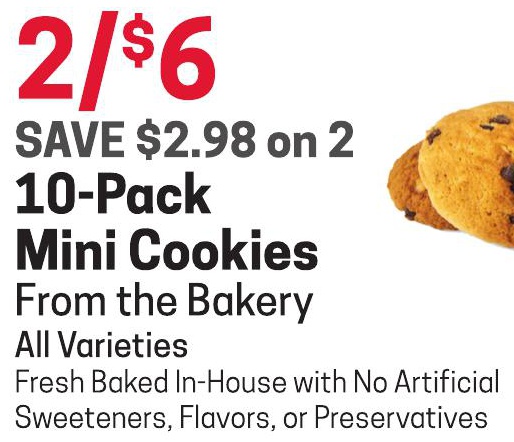 2/$6
SAVE $2.98 on 2
10-Pack
Mini Cookies
From the Bakery
All Varieties
Fresh Baked In-House with No Artificial
Sweeteners, Flavors, or Preservatives